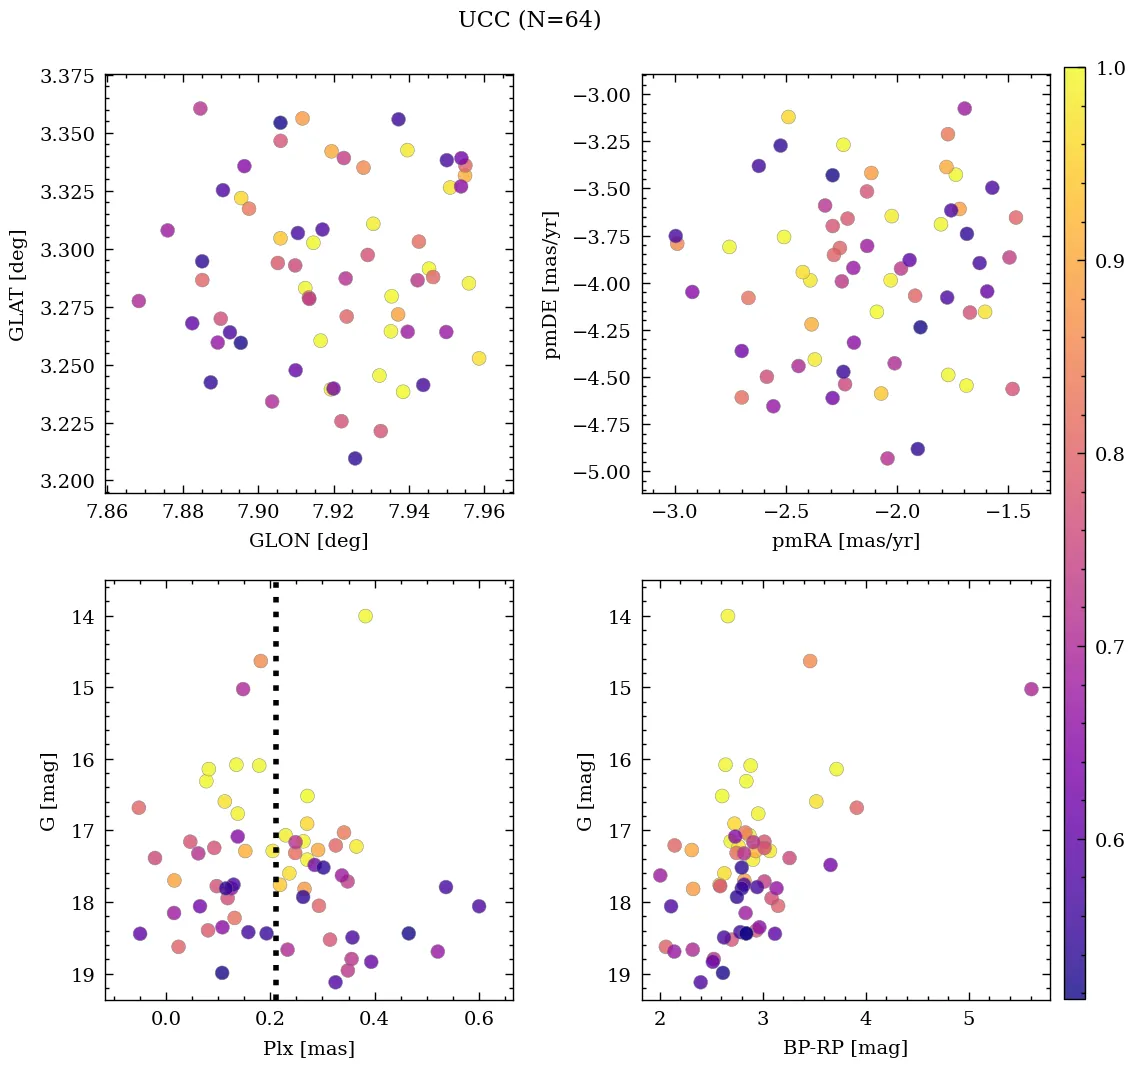 UCC (N=64)
3.375
3.350
3.325
3.300
3.275
3.250
3.225
3.200
GLAT [deg]
7.86 7.88 7.90 7.92 7.94 7.96
GLON [deg]
−3.00
−3.25
−3.50
−3.75
−4.00
−4.25
−4.50
−4.75
−5.00
pmDE [mas/yr]
−3.0 −2.5 −2.0 −1.5
pmRA [mas/yr]
14
15
16
17
18
19
G [mag]
0.0 0.2 0.4 0.6
Plx [mas]
14
15
16
17
18
19
G [mag]
2 3 4 5
BP-RP [mag]
1.0
0.9
0.8
0.7
0.6